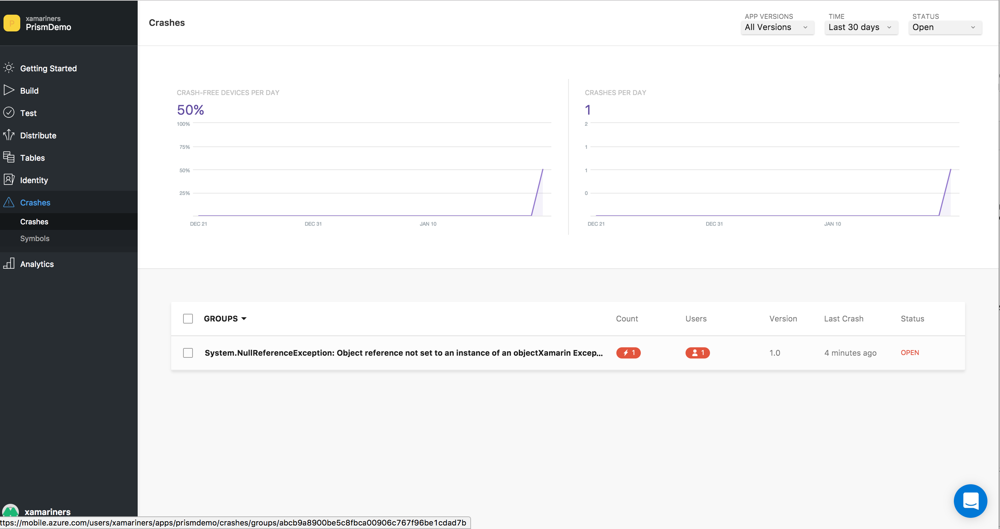 xamariners
PrismDemo
Getting Started
Build
Test
Distribute
Tables
Identity
Crashes
Crashes
Symbols
Analytics
xamariners
Crashes
APP VERSIONS
All Versions
TIME
Last 30 days
STATUS
Open
CRASH-FREE DEVICES PER DAY
50%
100%
75%
50%
25%
DEC 21 DEC 31 JAN 10
CRASHES PER DAY
1
2
1
1
0
DEC 21 DEC 31 JAN 10
GROUPS Count Users Version Last Crash Status
System.NullReferenceException: Object reference not set to an instance of an objectXamarin Excep... 1 1 1.0 4 minutes ago OPEN
ttps://mobile.azure.com/users/xamariners/apps/prismdemo/crashes/groups/abcb9a8900be5c8fbca00906c767f96be1cdad7b